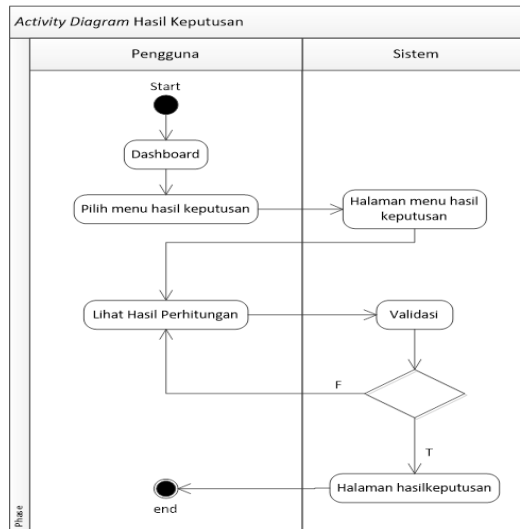 Activity Diagram Hasil Keputusan
Pengguna
Sistem
Start
Dashboard
Pilih menu hasil keputusan
Halaman menu hasil
keputusan
Lihat Hasil Perhitungan
Validasi
F
T
Halaman hasilkeputusan
end
Phase